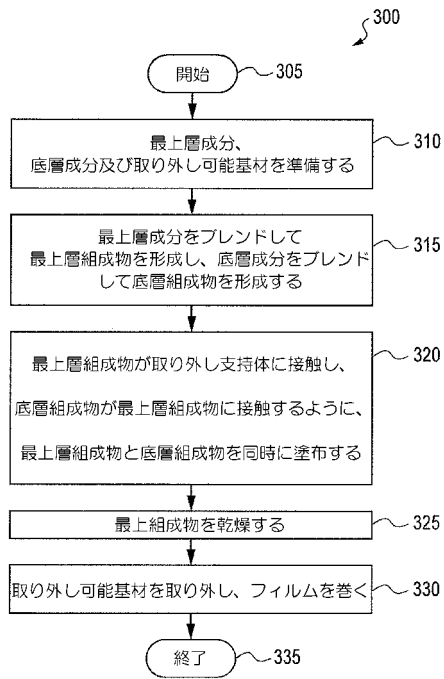 300
開始
305
最上層成分、
底層成分及び取り外し可能基材を準備する
310
最上層成分をブレンドして
最上層組成物を形成し、底層成分をブレンド
して底層組成物を形成する
315
最上層組成物が取り外し支持体に接触し、
底層組成物が最上層組成物に接触するように、
最上層組成物と底層組成物を同時に塗布する
320
最上組成物を乾燥する
325
取り外し可能基材を取り外し、フィルムを巻く
330
終了
335